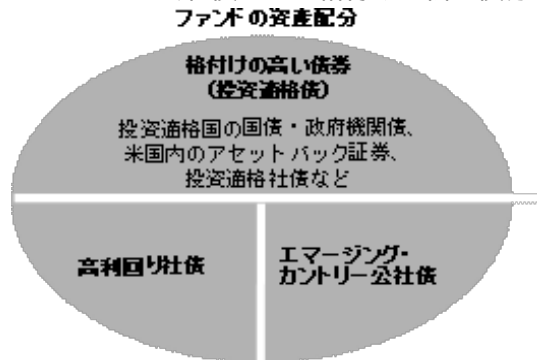 ファンドの資産配分
格付けの高い債券
(投資適格債)
投資適格国の国債・政府機関債、
米国内のアセットバック証券、
投資適格社債など
高利回り社債
エマージング・
カントリー公社債